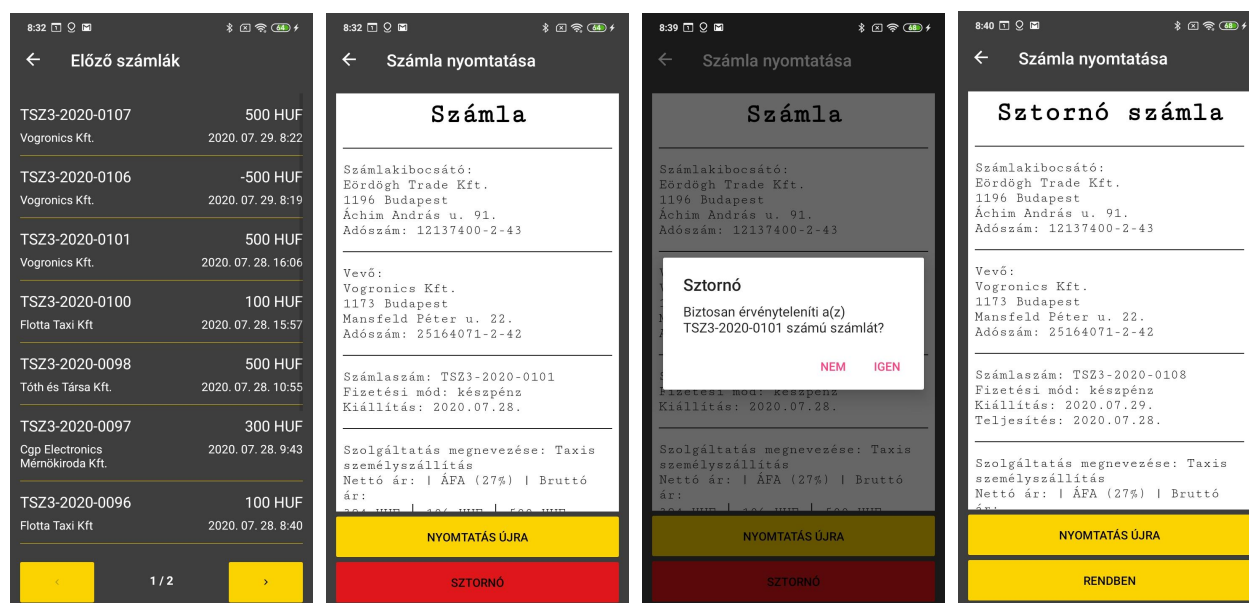 8:32
64
Előző számlák
TSZ3-2020-0107 500 HUF
Vogronics Kft. 2020. 07. 29. 8:22
TSZ3-2020-0106 -500 HUF
Vogronics Kft. 2020. 07. 29. 8:19
TSZ3-2020-0101 500 HUF
Vogronics Kft. 2020. 07. 28. 16:06
TSZ3-2020-0100 100 HUF
Flotta Taxi Kft 2020. 07. 28. 15:57
TSZ3-2020-0098 500 HUF
Tóth és Társa Kft. 2020. 07. 28. 10:55
TSZ3-2020-0097 300 HUF
Cgp Electronics 2020. 07. 28. 9:43
Mérnökiroda Kft.
TSZ3-2020-0096 100 HUF
Flotta Taxi Kft 2020. 07. 28. 8:40
< 1 / 2 >
8:32
64
Számla nyomtatása
Számla
Számlakibocsátó:
Eördögh Trade Kft.
1196 Budapest
Áchim András u. 91.
Adószám: 12137400-2-43
Vevő:
Vogronics Kft.
1173 Budapest
Mansfeld Péter u. 22.
Adószám: 25164071-2-42
Számlaszám: TSZ3-2020-0101
Fizetési mód: készpénz
Kiállítás: 2020.07.28.
Szolgáltatás megnevezése: Taxis
személyszállítás
Nettó ár: | ÁFA (27%) | Bruttó
ár:
NYOMTATÁS ÚJRA
SZTORNÓ
8:39
68
Számla nyomtatása
Számla
Számlakibocsátó:
Eördögh Trade Kft.
1196 Budapest
Áchim András u. 91.
Adószám: 12137400-2-43
Sztornó
Biztosan érvényteleníti a(z)
TSZ3-2020-0101 számú számlát?
NEM IGEN
Fizetési mód: készpénz
Kiállítás: 2020.07.28.
Szolgáltatás megnevezése: Taxis
személyszállítás
Nettó ár: | ÁFA (27%) | Bruttó
ár:
NYOMTATÁS ÚJRA
SZTORNÓ
8:40
68
Számla nyomtatása
Sztornó számla
Számlakibocsátó:
Eördögh Trade Kft.
1196 Budapest
Áchim András u. 91.
Adószám: 12137400-2-43
Vevő:
Vogronics Kft.
1173 Budapest
Mansfeld Péter u. 22.
Adószám: 25164071-2-42
Számlaszám: TSZ3-2020-0108
Fizetési mód: készpénz
Kiállítás: 2020.07.29.
Teljesítés: 2020.07.28.
Szolgáltatás megnevezése: Taxis
személyszállítás
Nettó ár: | ÁFA (27%) | Bruttó
NYOMTATÁS ÚJRA
RENDBEN